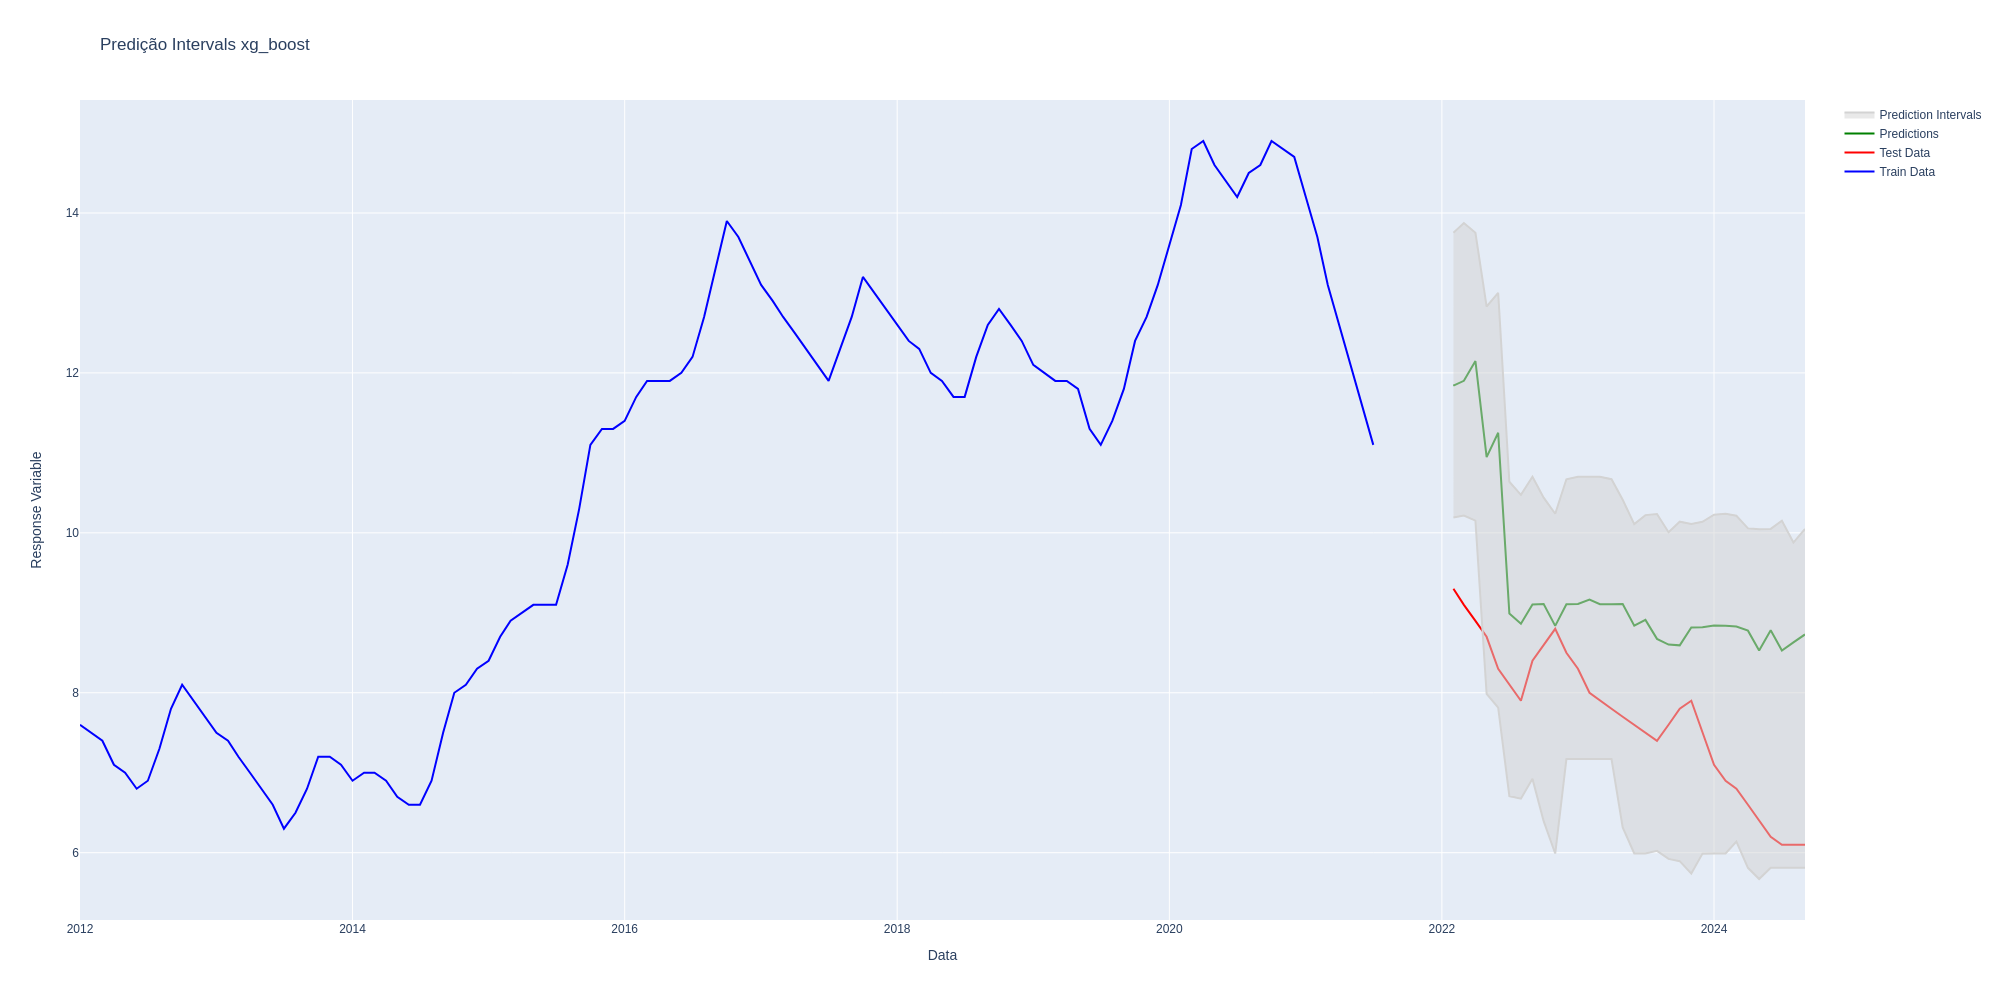 Predição Intervals xg_boost
Prediction Intervals
Predictions
Test Data
Train Data
Response Variable
14
12
10
8
6
2012
2014
2016
2018
2020
2022
2024
Data